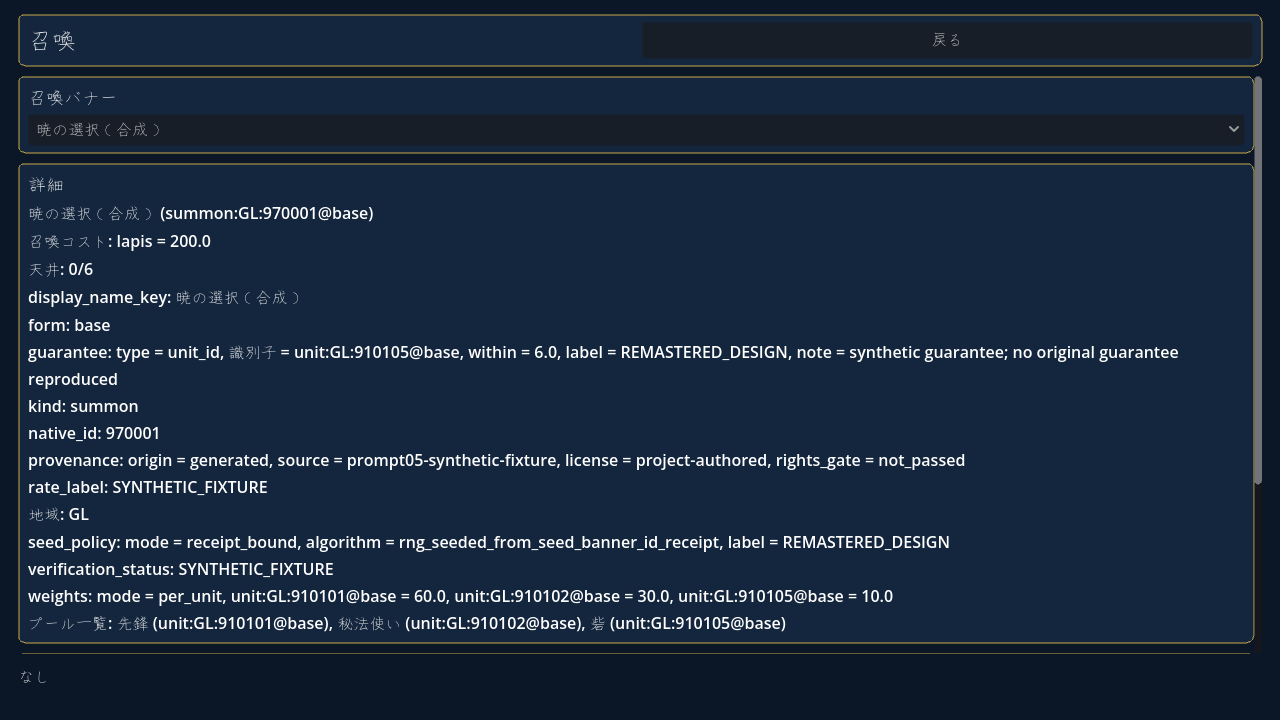 召喚
戻る
召喚バナー
暁の選択（合成）
詳細
暁の選択（合成）(summon:GL:970001@base)
召喚コスト: lapis = 200.0
天井: 0/6
display_name_key: 暁の選択（合成）
form: base
guarantee: type = unit_id, 識別子 = unit:GL:910105@base, within = 6.0, label = REMASTERED_DESIGN, note = synthetic guarantee; no original guarantee
reproduced
kind: summon
native_id: 970001
provenance: origin = generated, source = prompt05-synthetic-fixture, license = project-authored, rights_gate = not_passed
rate_label: SYNTHETIC_FIXTURE
地域: GL
seed_policy: mode = receipt_bound, algorithm = rng_seeded_from_seed_banner_id_receipt, label = REMASTERED_DESIGN
verification_status: SYNTHETIC_FIXTURE
weights: mode = per_unit, unit:GL:910101@base = 60.0, unit:GL:910102@base = 30.0, unit:GL:910105@base = 10.0
プール一覧: 先鋒 (unit:GL:910101@base), 秘法使い (unit:GL:910102@base), 砦 (unit:GL:910105@base)
なし